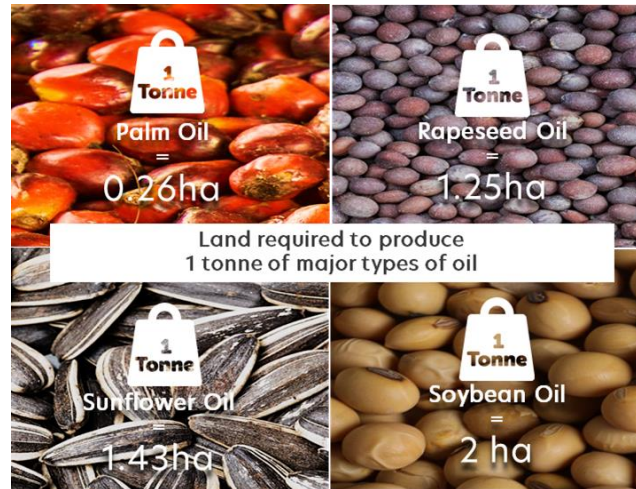 1
Tonne
Palm Oil
=
0.26ha
1
Tonne
Rapeseed Oil
=
1.25ha
Land required to produce
1 tonne of major types of oil
1
Tonne
Sunflower Oil
=
1.43ha
1
Tonne
Soybean Oil
=
2 ha